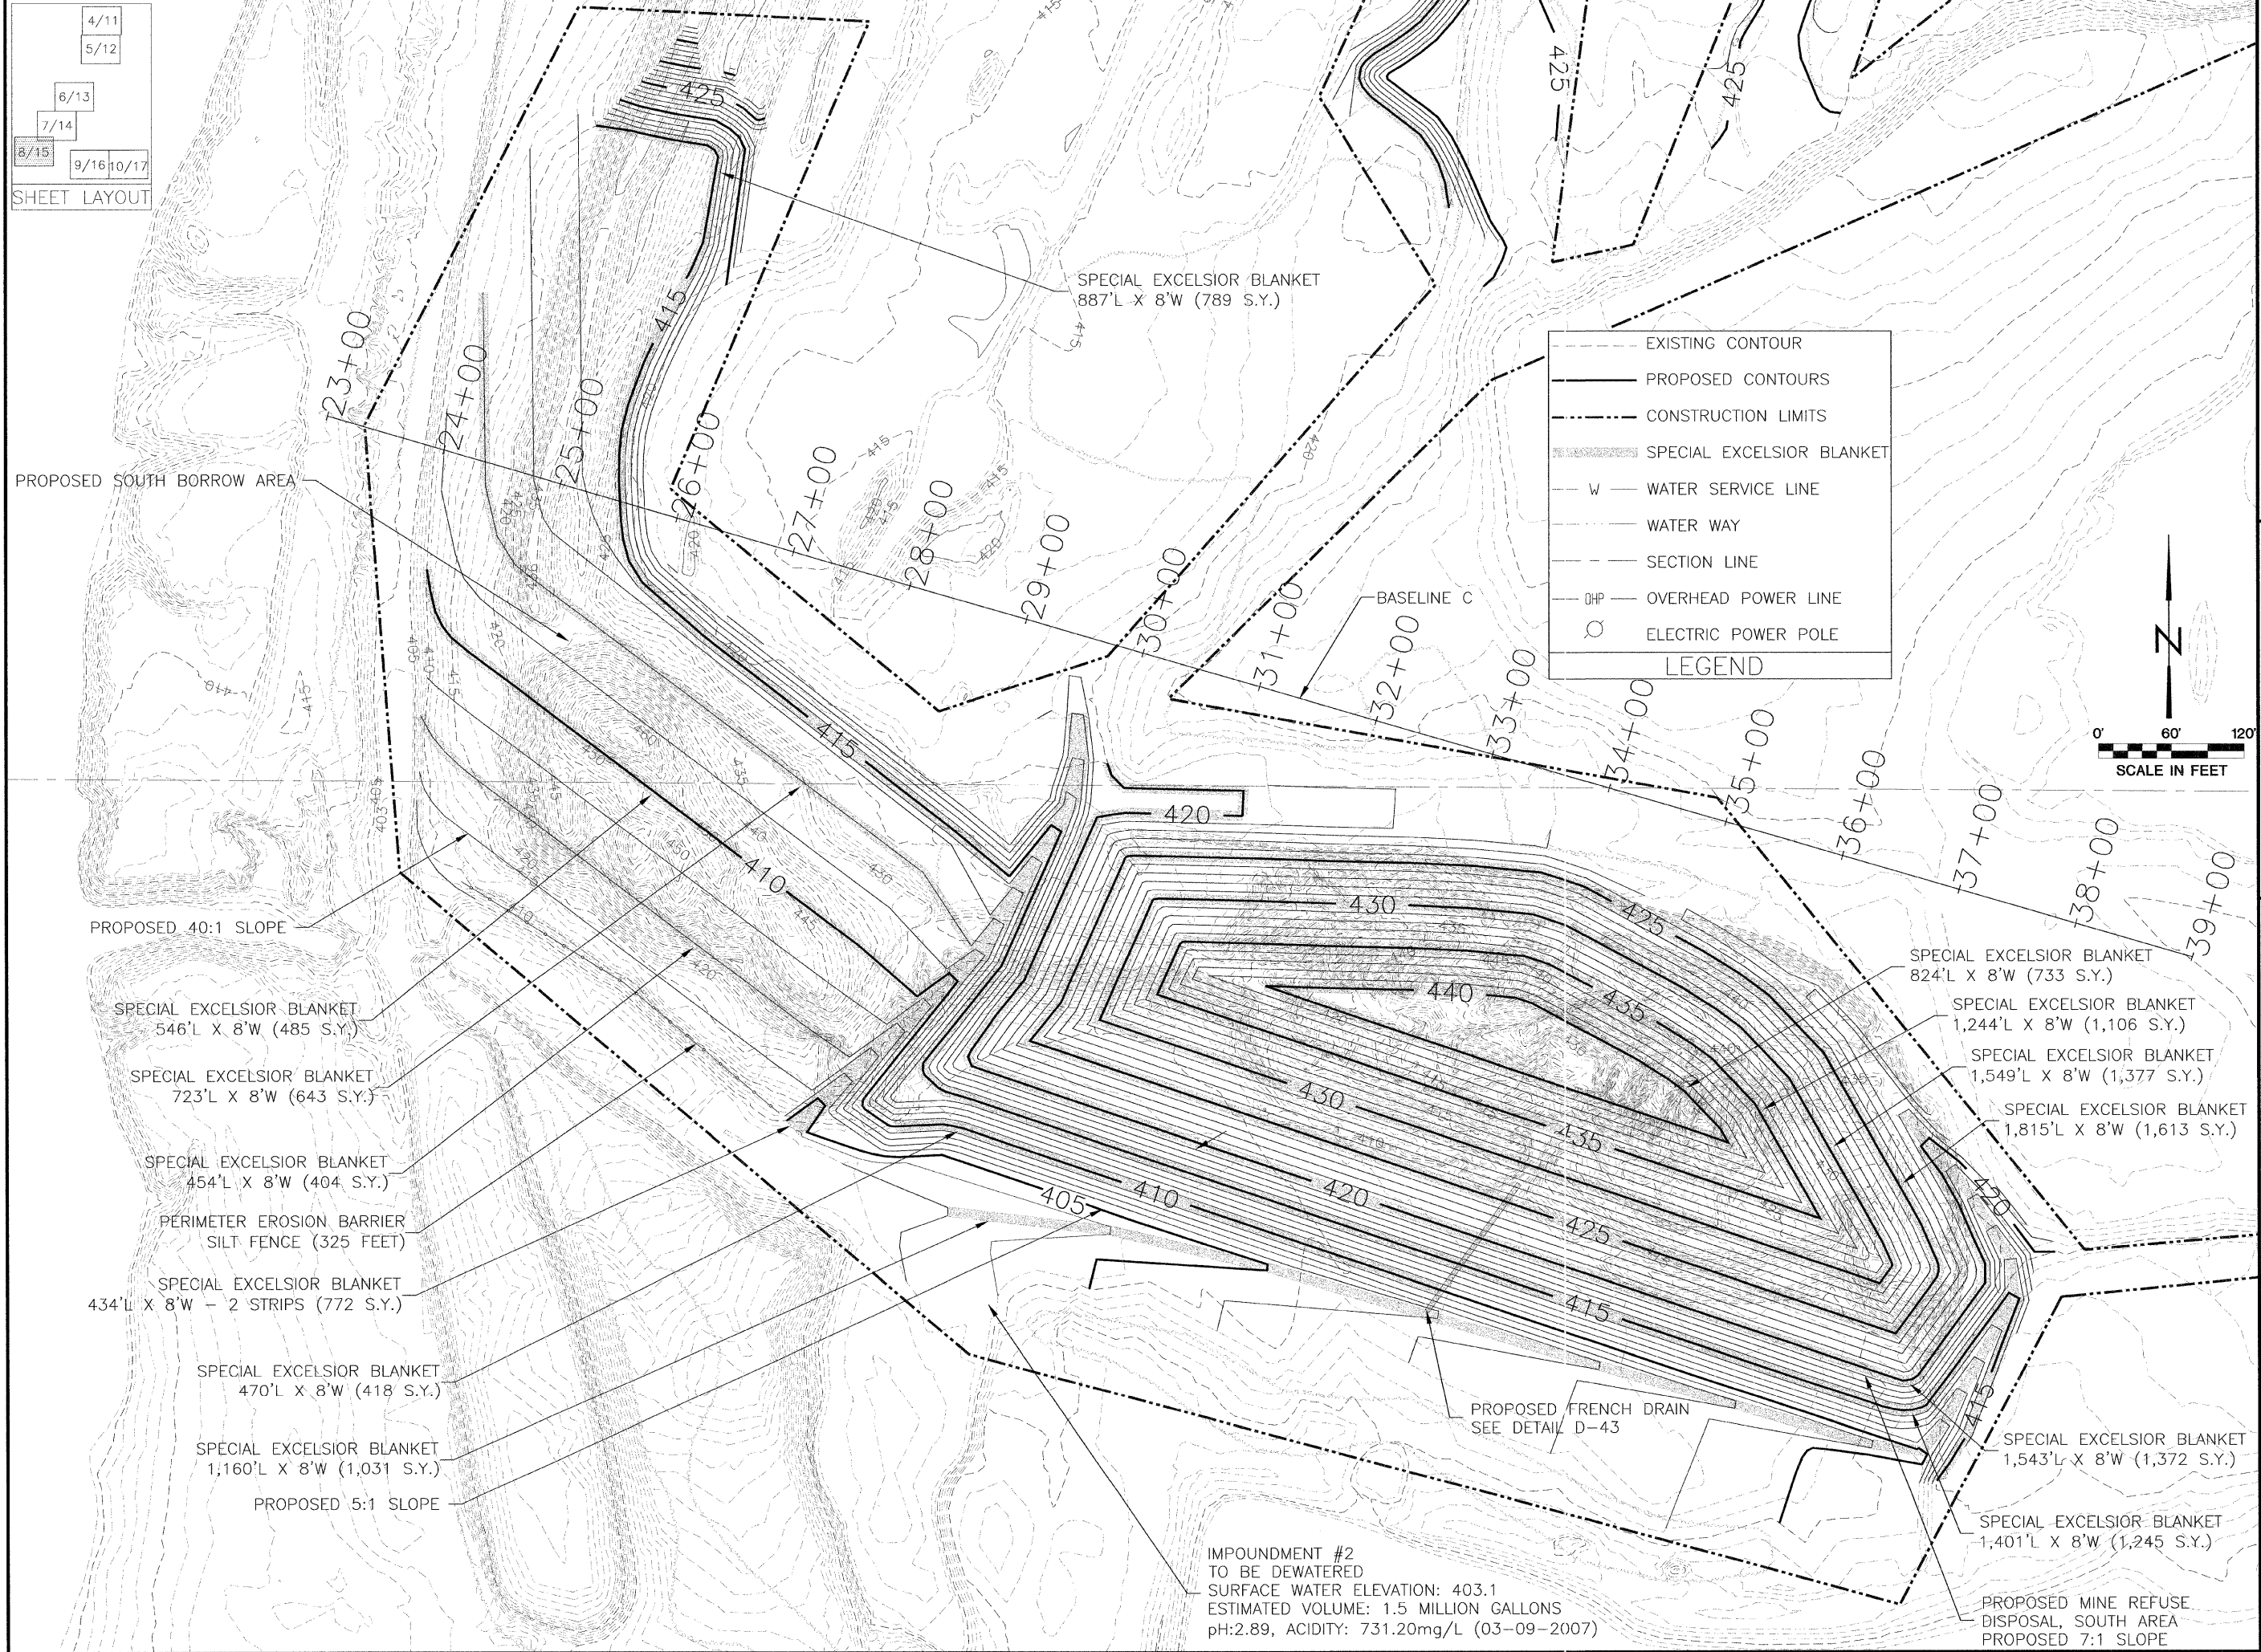 4/11
5/12
6/13
7/14
8/15
9/16 10/17
SHEET LAYOUT
425
425
425
415
415
SPECIAL EXCELSIOR BLANKET
887'L X 8'W (789 S.Y.)
415
EXISTING CONTOUR
PROPOSED CONTOURS
CONSTRUCTION LIMITS
SPECIAL EXCELSIOR BLANKET
W WATER SERVICE LINE
WATER WAY
SECTION LINE
OHP OVERHEAD POWER LINE
ELECTRIC POWER POLE
LEGEND
N
0' 60' 120'
SCALE IN FEET
23+00
24+00
25+00
26+00
27+00
28+00
29+00
30+00
31+00
32+00
33+00
34+00
35+00
36+00
37+00
38+00
39+00
BASELINE C
PROPOSED SOUTH BORROW AREA
415
410
420
430
425
435
440
430
435
420
425
405
410
415
420
415
PROPOSED 40:1 SLOPE
SPECIAL EXCELSIOR BLANKET
546'L X 8'W (485 S.Y.)
SPECIAL EXCELSIOR BLANKET
723'L X 8'W (643 S.Y.)
SPECIAL EXCELSIOR BLANKET
454'L X 8'W (404 S.Y.)
PERIMETER EROSION BARRIER
SILT FENCE (325 FEET)
SPECIAL EXCELSIOR BLANKET
434'L X 8'W – 2 STRIPS (772 S.Y.)
SPECIAL EXCELSIOR BLANKET
470'L X 8'W (418 S.Y.)
SPECIAL EXCELSIOR BLANKET
1,160'L X 8'W (1,031 S.Y.)
PROPOSED 5:1 SLOPE
SPECIAL EXCELSIOR BLANKET
824'L X 8'W (733 S.Y.)
SPECIAL EXCELSIOR BLANKET
1,244'L X 8'W (1,106 S.Y.)
SPECIAL EXCELSIOR BLANKET
1,549'L X 8'W (1,377 S.Y.)
SPECIAL EXCELSIOR BLANKET
1,815'L X 8'W (1,613 S.Y.)
PROPOSED FRENCH DRAIN
SEE DETAIL D–43
SPECIAL EXCELSIOR BLANKET
1,543'L X 8'W (1,372 S.Y.)
SPECIAL EXCELSIOR BLANKET
1,401'L X 8'W (1,245 S.Y.)
IMPOUNDMENT #2
TO BE DEWATERED
SURFACE WATER ELEVATION: 403.1
ESTIMATED VOLUME: 1.5 MILLION GALLONS
pH:2.89, ACIDITY: 731.20mg/L (03–09–2007)
PROPOSED MINE REFUSE
DISPOSAL, SOUTH AREA
PROPOSED 7:1 SLOPE